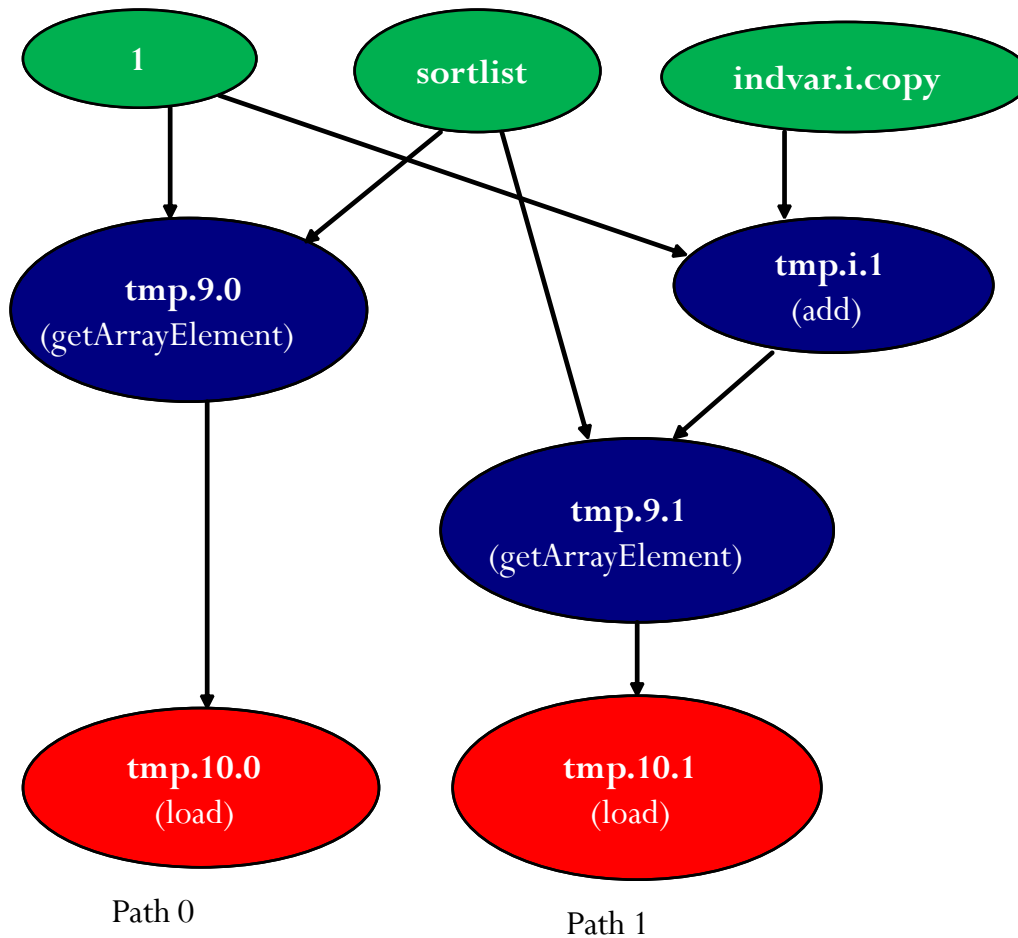 1
sortlist
indvar.i.copy
tmp.9.0
(getArrayElement)
tmp.i.1
(add)
tmp.9.1
(getArrayElement)
tmp.10.0
(load)
tmp.10.1
(load)
Path 0
Path 1